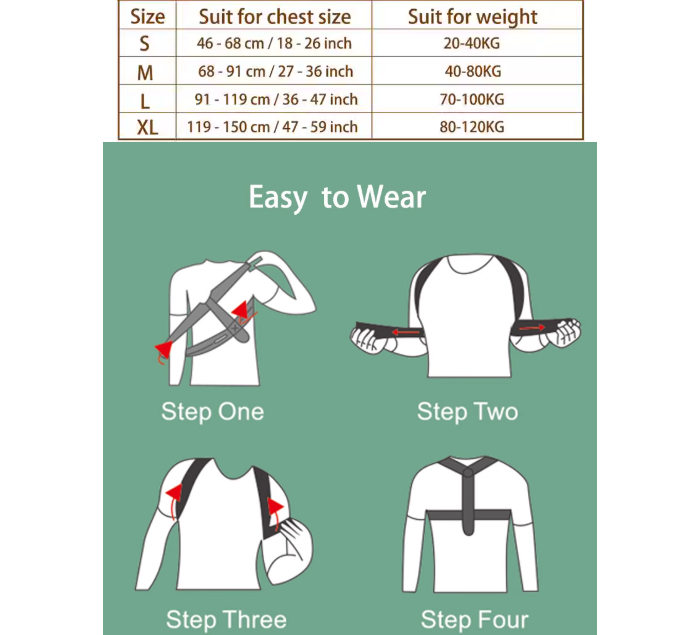 Size Suit for chest size Suit for weight
S 46 - 68 cm / 18 - 26 inch 20-40KG
M 68 - 91 cm / 27 - 36 inch 40-80KG
L 91 - 119 cm / 36 - 47 inch 70-100KG
XL 119 - 150 cm / 47 - 59 inch 80-120KG
Easy to Wear
Step One Step Two
Step Three Step Four